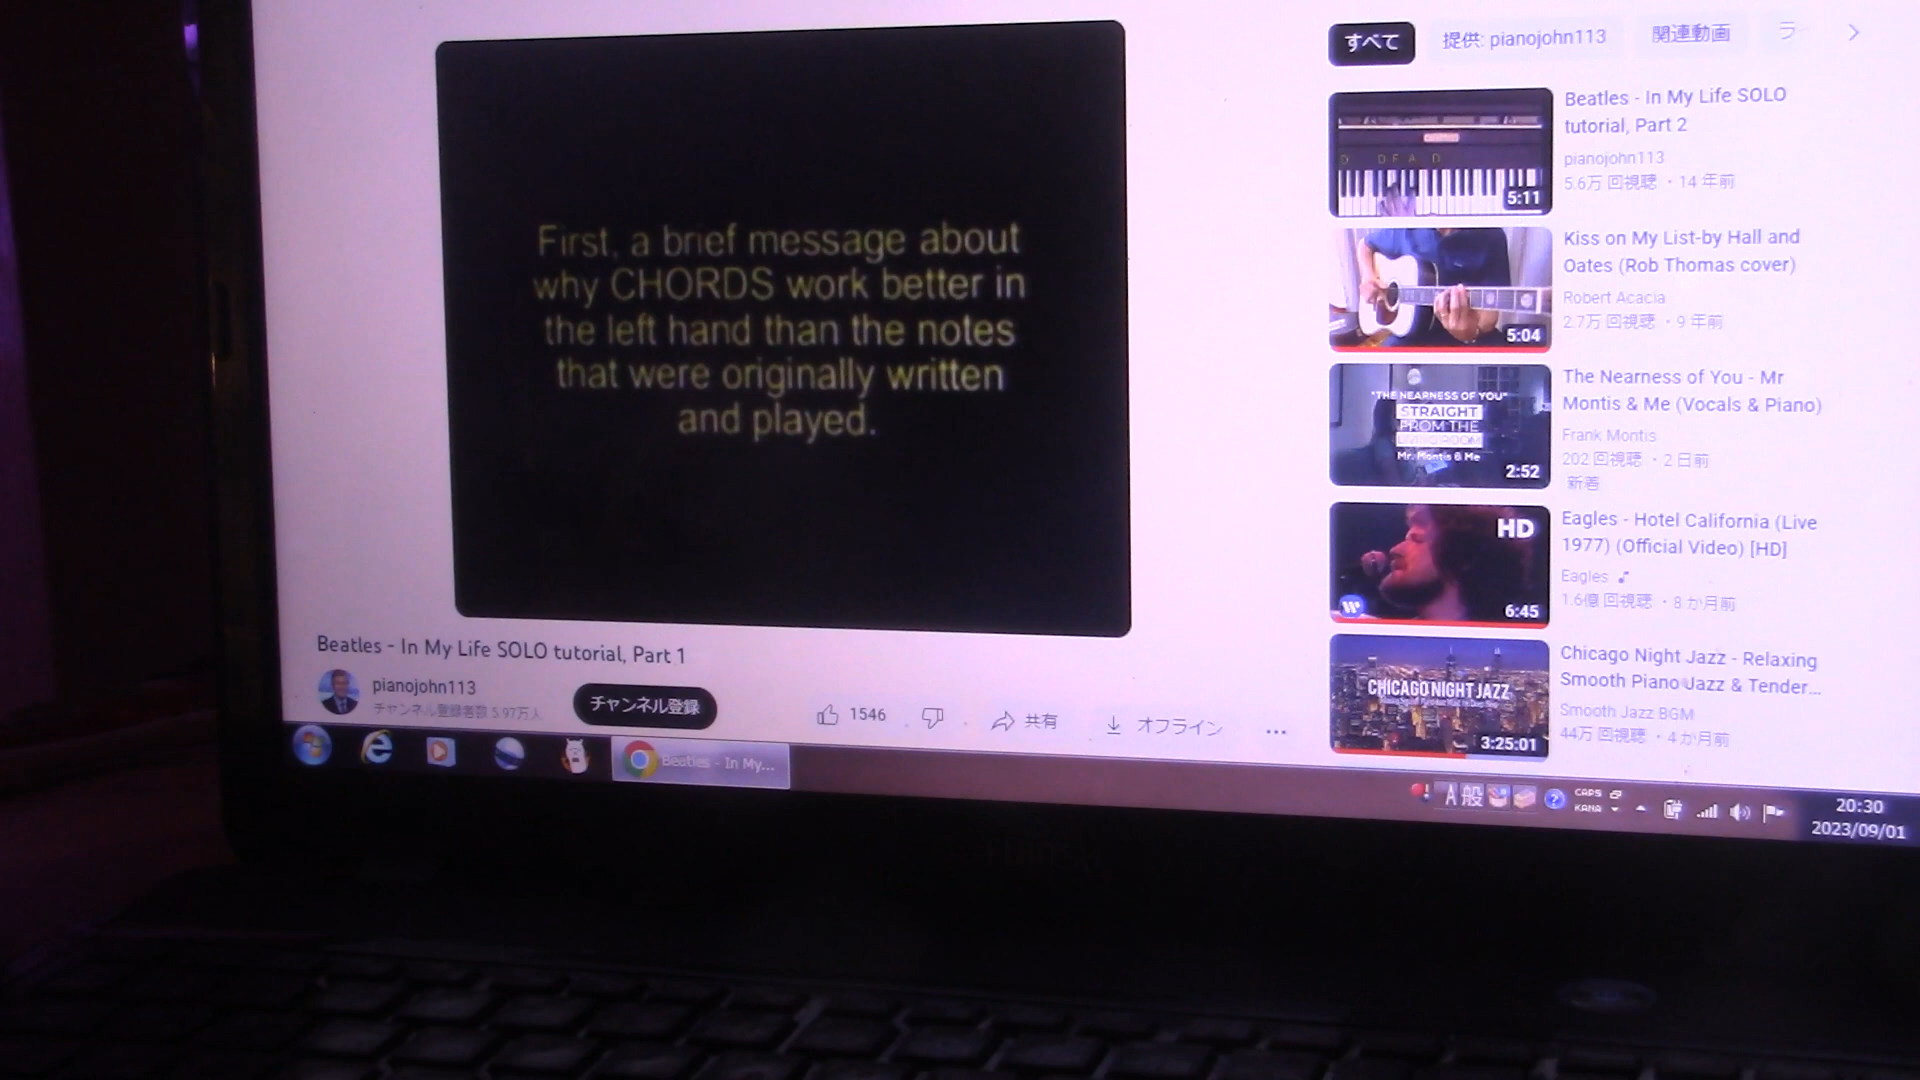 First, a brief message about
why CHORDS work better in
the left hand than the notes
that were originally written
and played.
Beatles - In My Life SOLO tutorial, Part 1
pianojohn113
チャンネル登録者数 5.97万人
チャンネル登録
1546
共有
オフライン
すべて
提供: pianojohn113
関連動画
ラ
D D F A D
5:11
Beatles - In My Life SOLO
tutorial, Part 2
pianojohn113
5.6万 回視聴 ・14 年前
5:04
Kiss on My List-by Hall and
Oates (Rob Thomas cover)
Robert Acacia
2.7万 回視聴 ・9 年前
"THE NEARNESS OF YOU"
STRAIGHT
FROM THE
LIVING ROOM
Mr. Montis & Me
2:52
The Nearness of You - Mr
Montis & Me (Vocals & Piano)
Frank Montis
202 回視聴 ・2 日前
新着
HD
6:45
Eagles - Hotel California (Live
1977) (Official Video) [HD]
Eagles
1.6億 回視聴 ・8 か月前
CHICAGO NIGHT JAZZ
3:25:01
Chicago Night Jazz - Relaxing
Smooth Piano Jazz & Tender...
Smooth Jazz BGM
44万 回視聴 ・4 か月前
Beatles - In My...
A 般
CAPS
KANA
20:30
2023/09/01